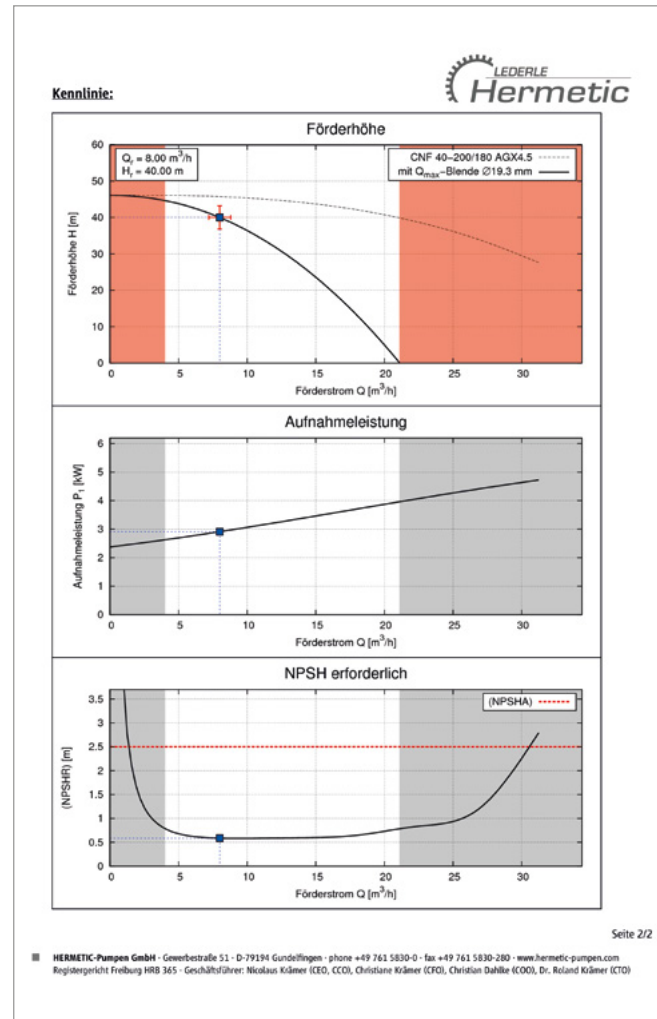 LEDERLE
Hermetic
Kennlinie:
Förderhöhe
Q_r = 8.00 m³/h
H_r = 40.00 m
CNF 40–200/180 AGX4.5
mit Q_max–Blende Ø19.3 mm
Förderhöhe H [m]
60
50
40
30
20
10
0
0 5 10 15 20 25 30
Förderstrom Q [m³/h]
Aufnahmeleistung
Aufnahmeleistung P₁ [kW]
6
5
4
3
2
1
0
0 5 10 15 20 25 30
Förderstrom Q [m³/h]
NPSH erforderlich
(NPSHA)
(NPSHR) [m]
3.5
3
2.5
2
1.5
1
0.5
0
0 5 10 15 20 25 30
Förderstrom Q [m³/h]
Seite 2/2
HERMETIC-Pumpen GmbH · Gewerbestraße 51 · D-79194 Gundelfingen · phone +49 761 5830-0 · fax +49 761 5830-280 · www.hermetic-pumpen.com
Registergericht Freiburg HRB 365 · Geschäftsführer: Nicolaus Krämer (CEO, CCO), Christiane Krämer (CFO), Christian Dahlke (COO), Dr. Roland Krämer (CTO)